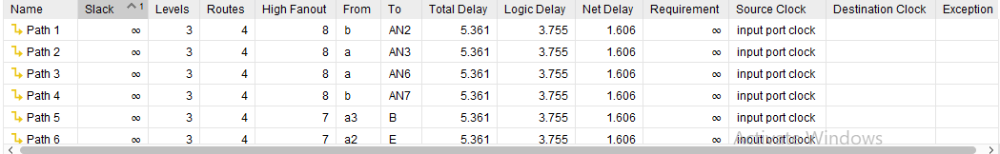 Name Slack ^1 Levels Routes High Fanout From To Total Delay Logic Delay Net Delay Requirement Source Clock Destination Clock Exception
Path 1 ∞ 3 4 8 b AN2 5.361 3.755 1.606 ∞ input port clock
Path 2 ∞ 3 4 8 a AN3 5.361 3.755 1.606 ∞ input port clock
Path 3 ∞ 3 4 8 a AN6 5.361 3.755 1.606 ∞ input port clock
Path 4 ∞ 3 4 8 b AN7 5.361 3.755 1.606 ∞ input port clock
Path 5 ∞ 3 4 7 a3 B 5.361 3.755 1.606 ∞ input port clock
Path 6 ∞ 3 4 7 a2 E 5.361 3.755 1.606 ∞ input port clock
Activate Windows